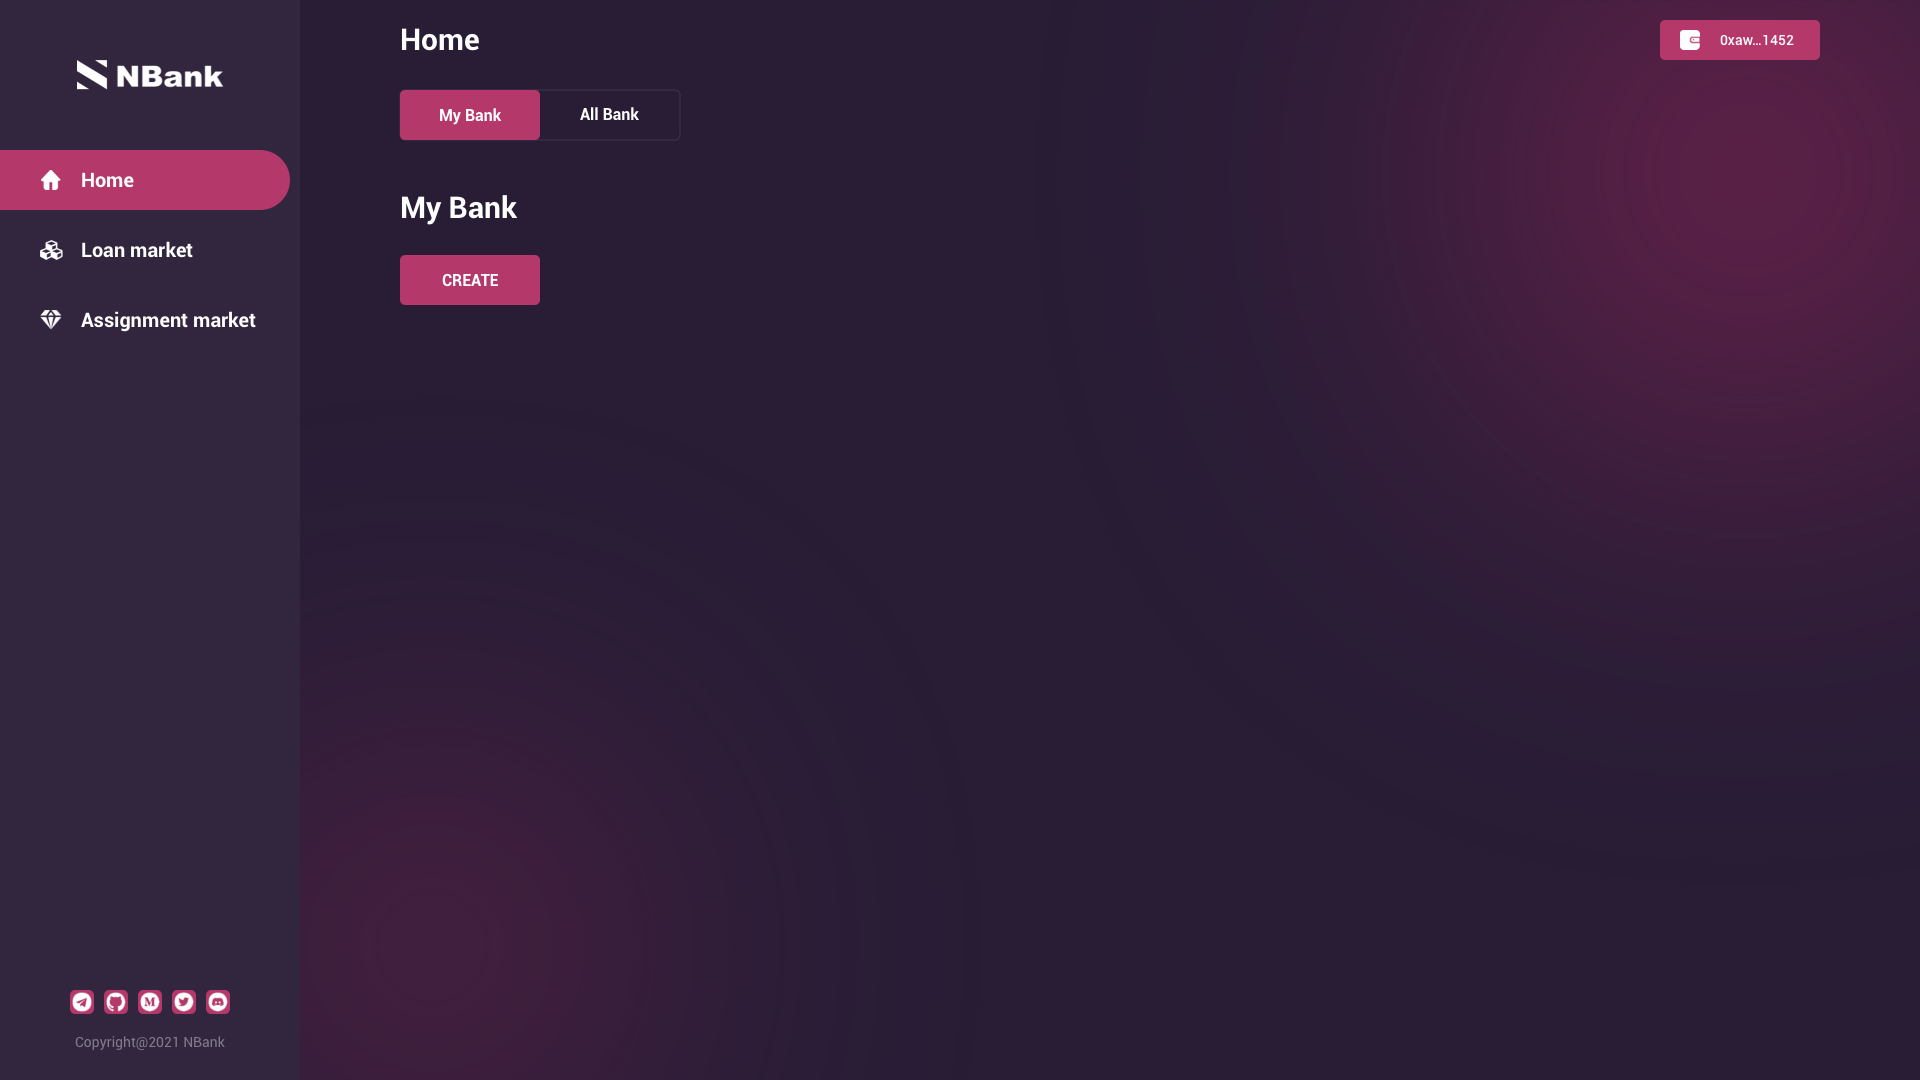 NBank
Home
Loan market
Assignment market
Home
0xaw...1452
My Bank
All Bank
My Bank
CREATE
M
Copyright@2021 NBank